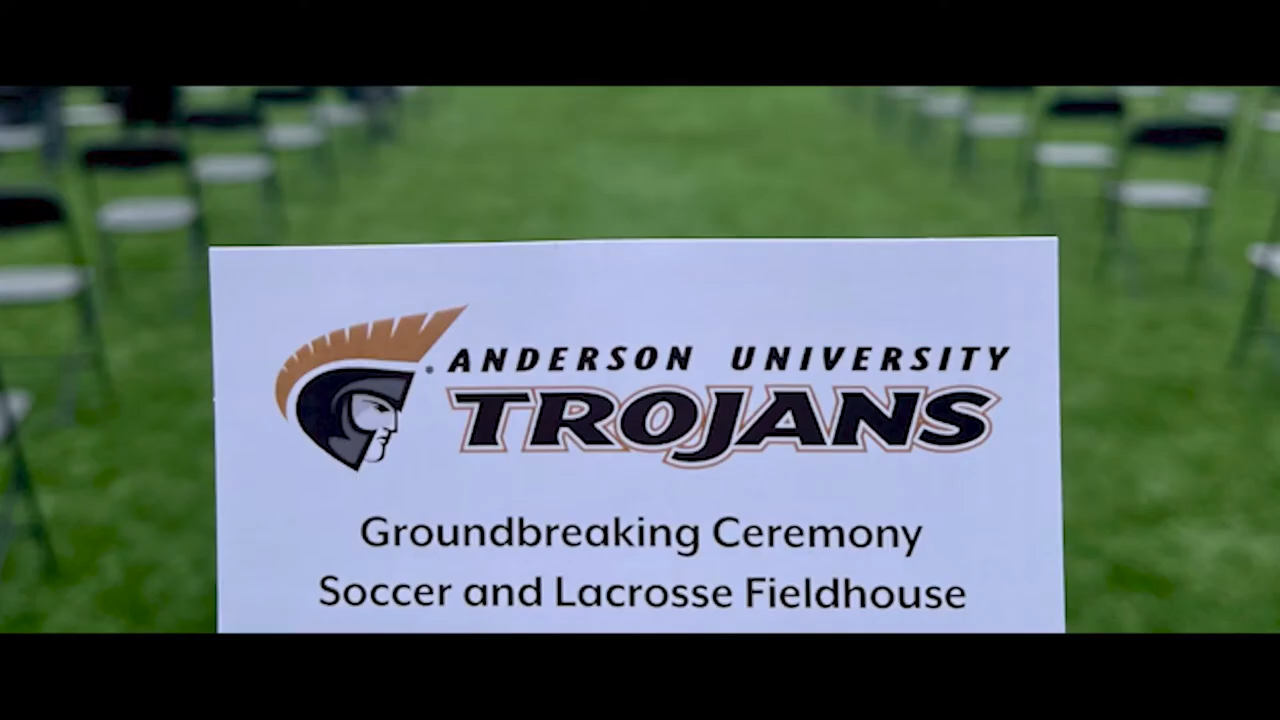 ANDERSON UNIVERSITY
TROJANS
Groundbreaking Ceremony
Soccer and Lacrosse Fieldhouse